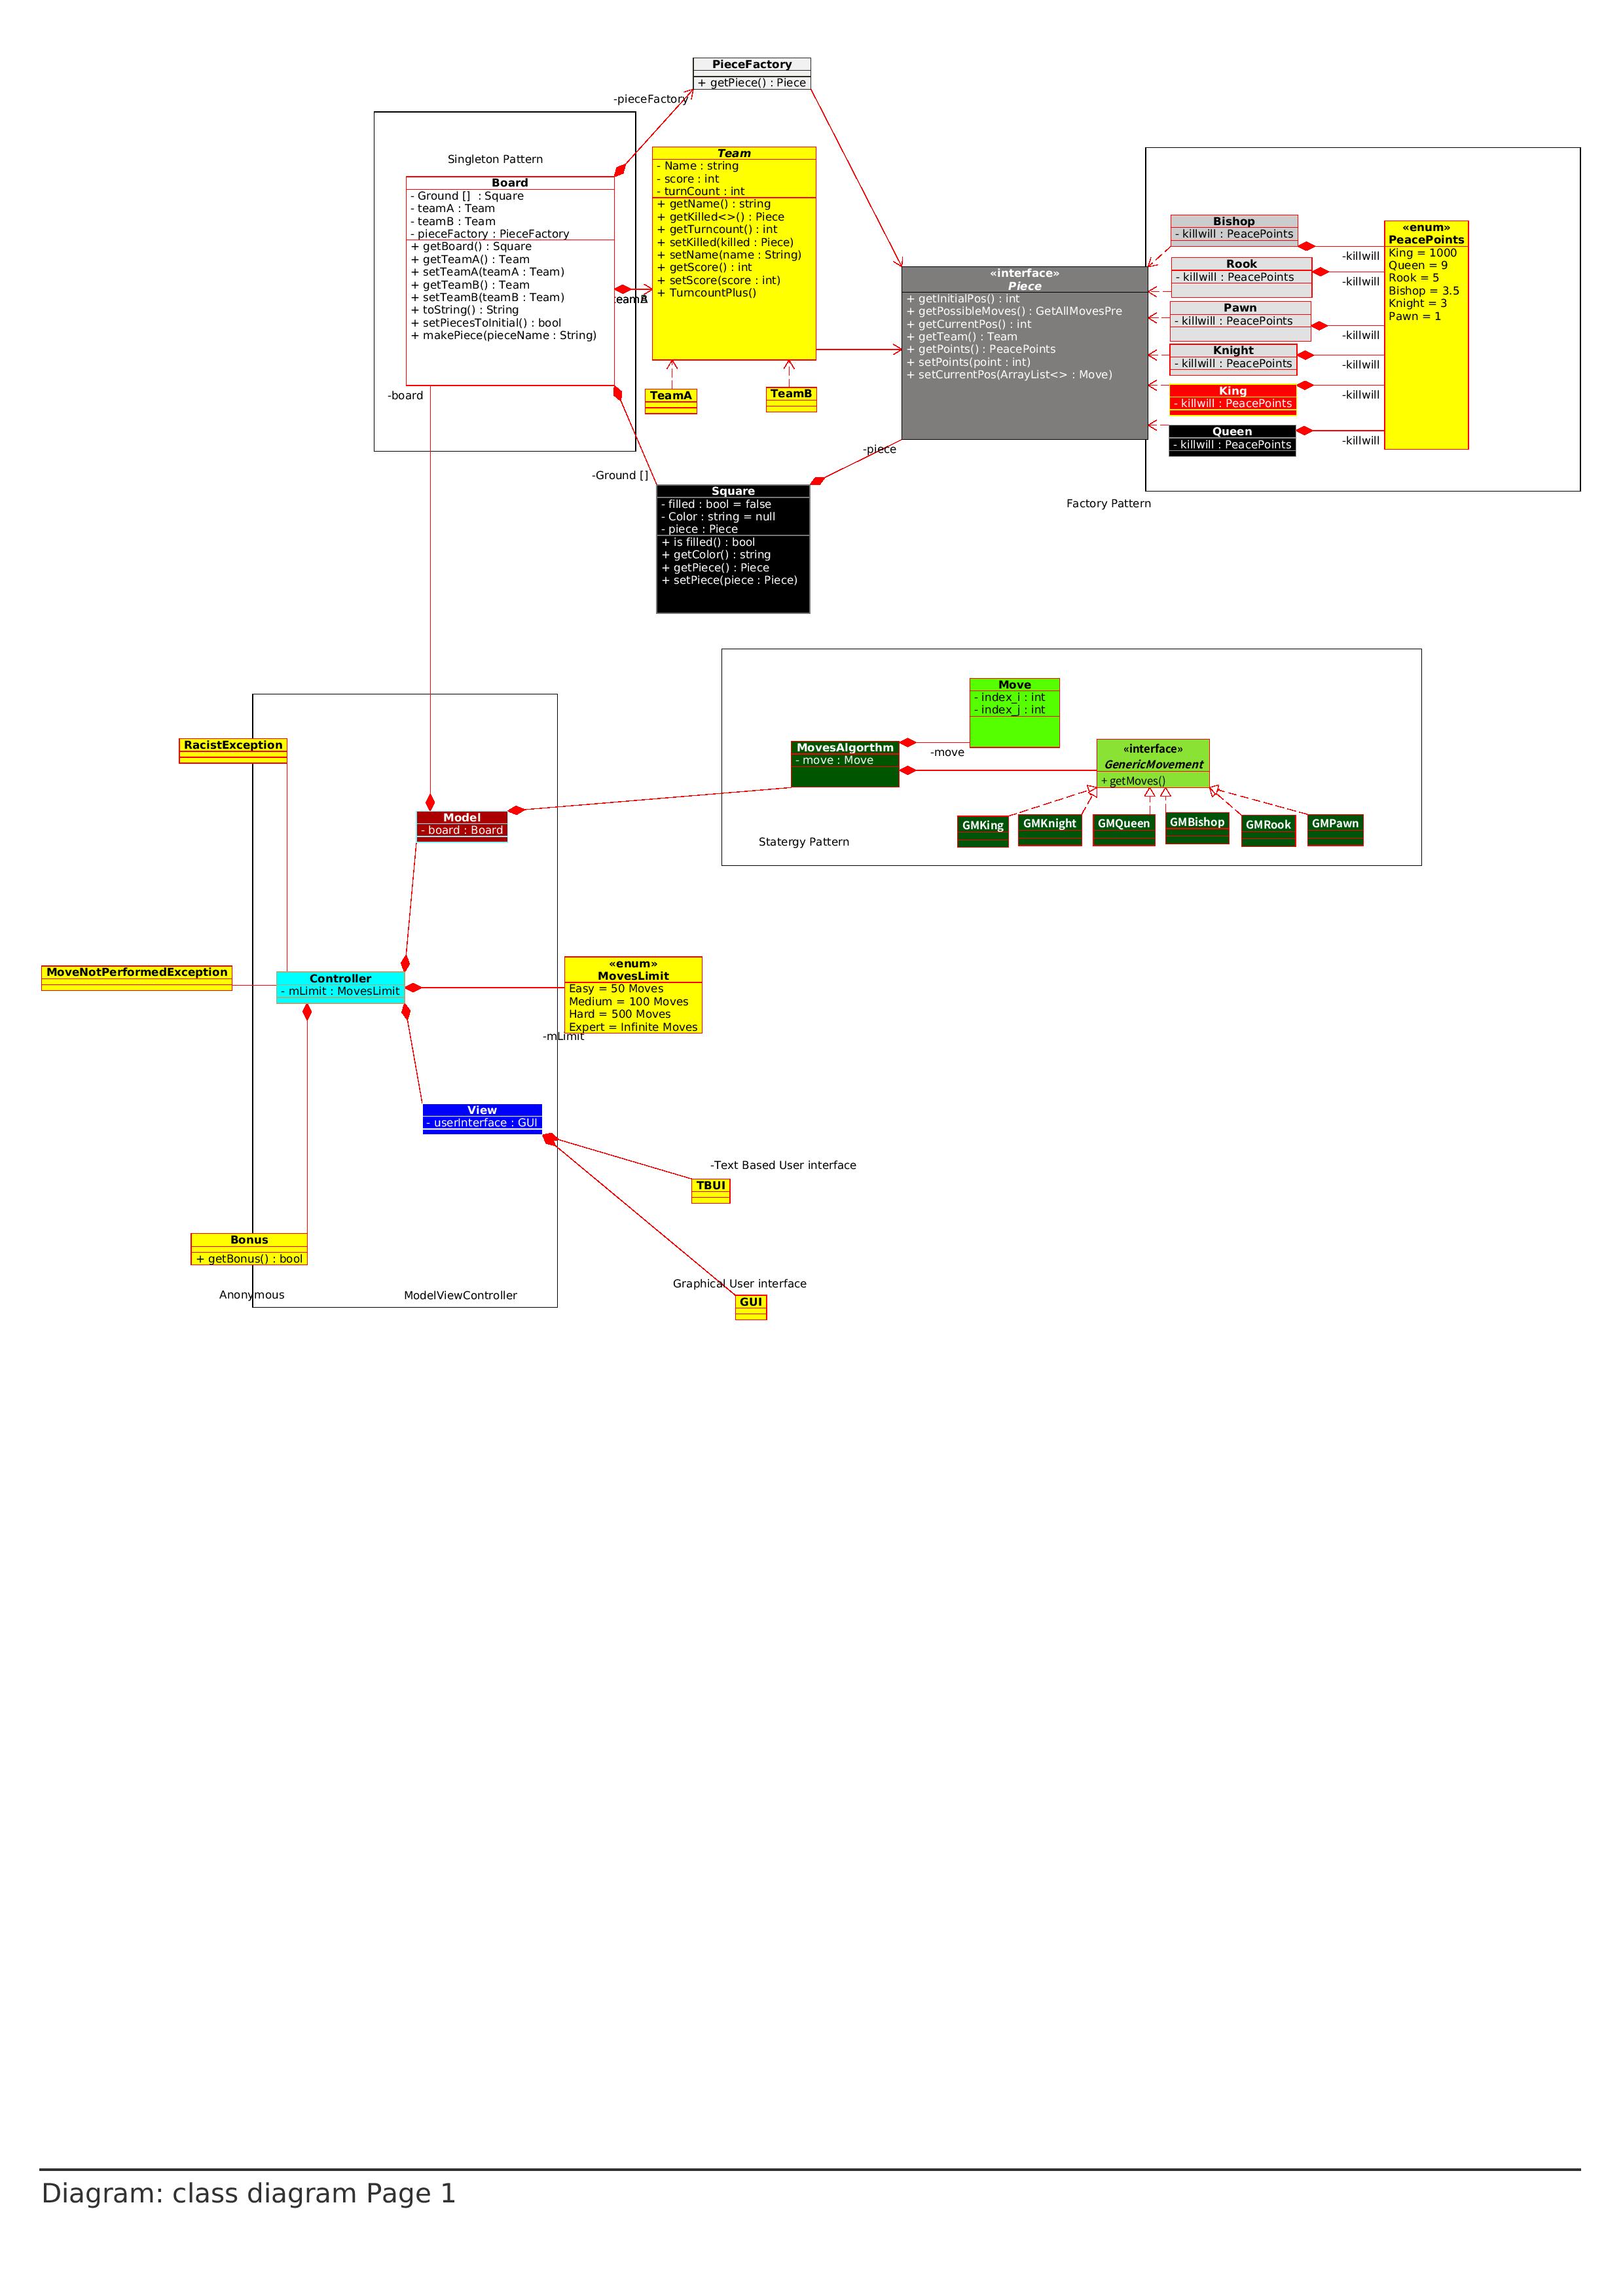 PieceFactory
+ getPiece() : Piece
-pieceFactory
Singleton Pattern
Board
- Ground []  : Square
- teamA : Team
- teamB : Team
- pieceFactory : PieceFactory
+ getBoard() : Square
+ getTeamA() : Team
+ setTeamA(teamA : Team)
+ getTeamB() : Team
+ setTeamB(teamB : Team)
+ toString() : String
+ setPiecesToInitial() : bool
+ makePiece(pieceName : String)
Team
- Name : string
- score : int
- turnCount : int
+ getName() : string
+ getKilled<>() : Piece
+ getTurncount() : int
+ setKilled(killed : Piece)
+ setName(name : String)
+ getScore() : int
+ setScore(score : int)
+ TurncountPlus()
TeamA
TeamB
«interface»
Piece
+ getInitialPos() : int
+ getPossibleMoves() : GetAllMovesPre
+ getCurrentPos() : int
+ getTeam() : Team
+ getPoints() : PeacePoints
+ setPoints(point : int)
+ setCurrentPos(ArrayList<> : Move)
Bishop
- killwill : PeacePoints
Rook
- killwill : PeacePoints
Pawn
- killwill : PeacePoints
Knight
- killwill : PeacePoints
King
- killwill : PeacePoints
Queen
- killwill : PeacePoints
-killwill
-killwill
-killwill
-killwill
-killwill
-killwill
«enum»
PeacePoints
King = 1000
Queen = 9
Rook = 5
Bishop = 3.5
Knight = 3
Pawn = 1
Factory Pattern
-board
-Ground []
-piece
Square
- filled : bool = false
- Color : string = null
- piece : Piece
+ is filled() : bool
+ getColor() : string
+ getPiece() : Piece
+ setPiece(piece : Piece)
Move
- index_i : int
- index_j : int
MovesAlgorthm
- move : Move
-move
«interface»
GenericMovement
+ getMoves()
GMKing
GMKnight
GMQueen
GMBishop
GMRook
GMPawn
Statergy Pattern
RacistException
Model
- board : Board
MoveNotPerformedException
Controller
- mLimit : MovesLimit
«enum»
MovesLimit
Easy = 50 Moves
Medium = 100 Moves
Hard = 500 Moves
Expert = Infinite Moves
-mLimit
View
- userInterface : GUI
-Text Based User interface
TBUI
Bonus
+ getBonus() : bool
Graphical User interface
GUI
Anonymous
ModelViewController
Diagram: class diagram Page 1